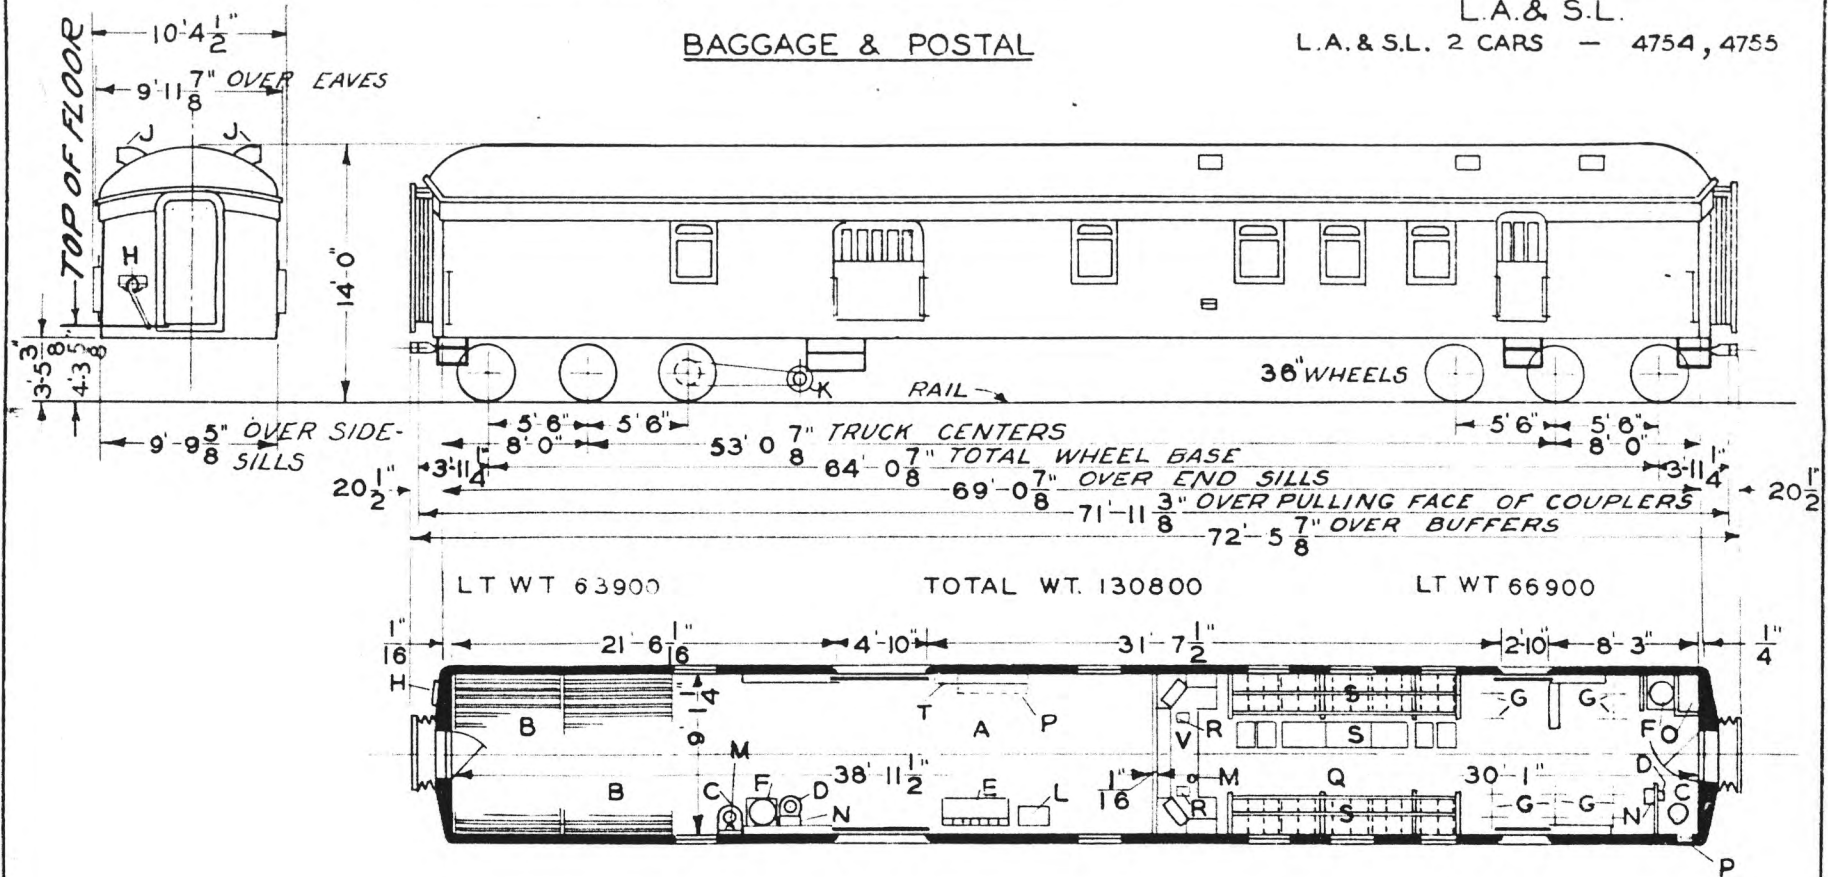 L.A.& S.L.
BAGGAGE & POSTAL
L.A.& S.L. 2 CARS — 4754, 4755
10'4 1/2"
9'-11 7/8" OVER EAVES
TOP OF FLOOR
J J
H
14'-0"
3'-5 3/8"
4'-3 5/8"
K
RAIL
36" WHEELS
9'-9 5/8" OVER SIDE-
SILLS
5'6" 5'6" 5'6" 5'6"
8'0" 53'0 7/8" TRUCK CENTERS 8'0"
3'-11 1/4" 64'-0 7/8" TOTAL WHEEL BASE 3'-11 1/4"
20 1/2" 69'-0 7/8" OVER END SILLS 20 1/2"
71'-11 3/8" OVER PULLING FACE OF COUPLERS
72'-5 7/8" OVER BUFFERS
LT WT 63900 TOTAL WT. 130800 LT WT 66900
1/16" 21'-6 1/16" 4'-10" 31'-7 1/2" 2'10" 8'-3" 1/4"
H
9'-1/4"
T P S G G
B A V R S F O
M 38'-11 1/2" M Q 30'-1" D
B C F D E L 1/16" R S G G N C
N
P